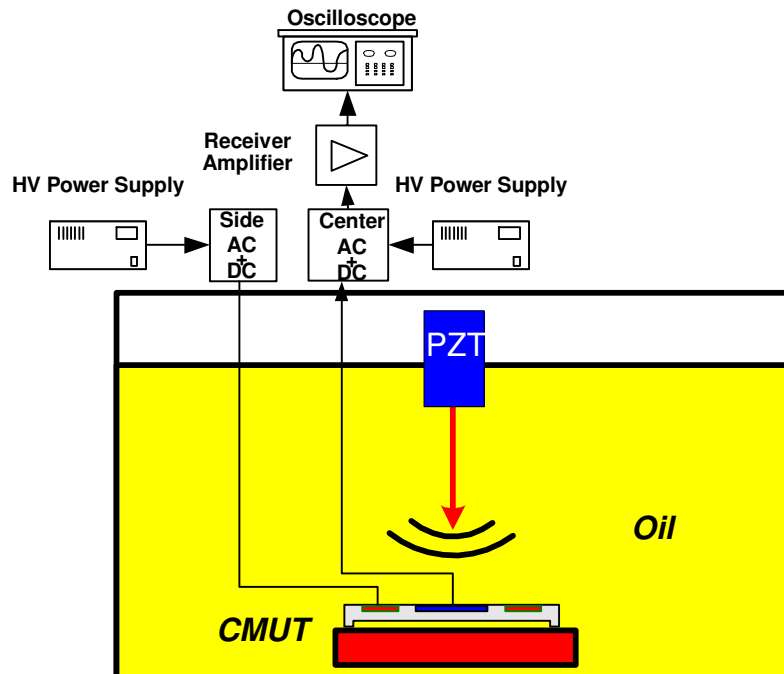 Oscilloscope
Receiver
Amplifier
HV Power Supply
HV Power Supply
Side
AC
+
DC
Center
AC
+
DC
PZT
Oil
CMUT